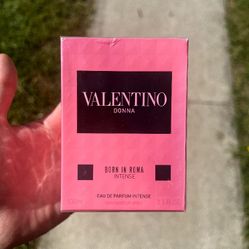 VALENTINO
DONNA
BORN IN ROMA
INTENSE
EAU DE PARFUM INTENSE